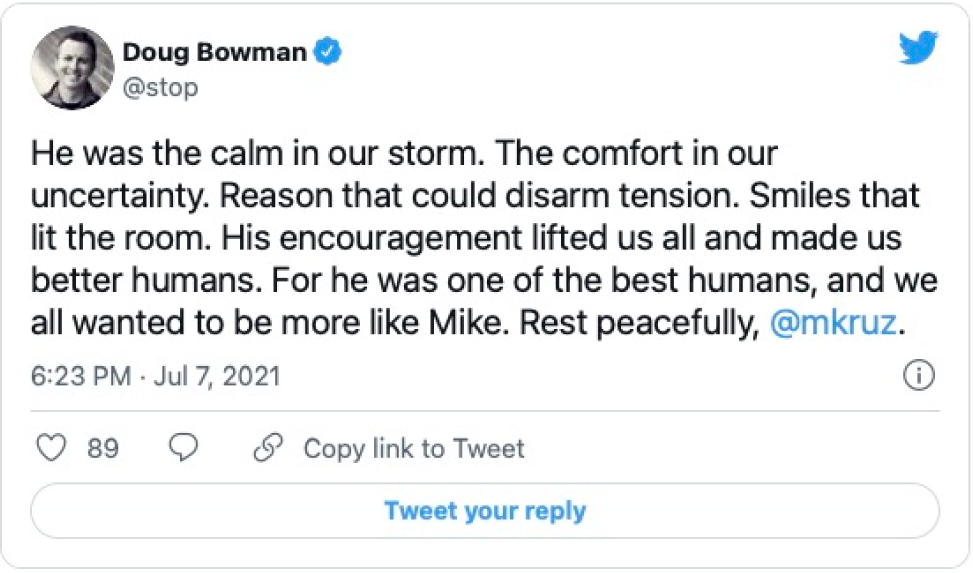 Doug Bowman
@stop
He was the calm in our storm. The comfort in our
uncertainty. Reason that could disarm tension. Smiles that
lit the room. His encouragement lifted us all and made us
better humans. For he was one of the best humans, and we
all wanted to be more like Mike. Rest peacefully, @mkruz.
6:23 PM · Jul 7, 2021
89 Copy link to Tweet
Tweet your reply